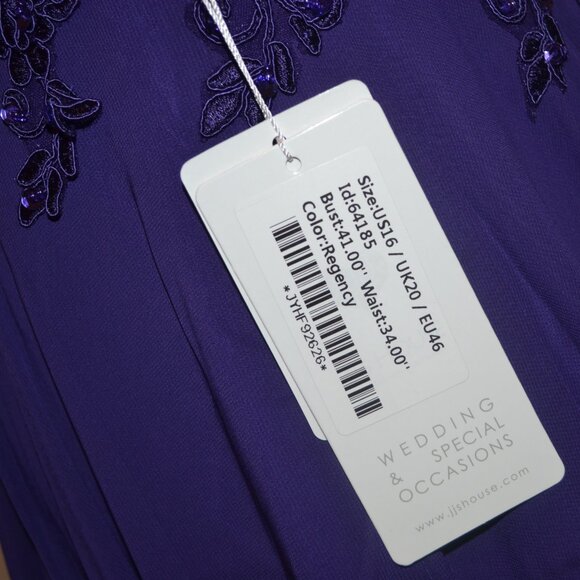 Size:US16 / UK20 / EU46
Id:64185
Bust:41.00'' Waist:34.00''
Color:Regency
*JYHF92626*
WEDDING
& SPECIAL
OCCASIONS
www.jjshouse.com